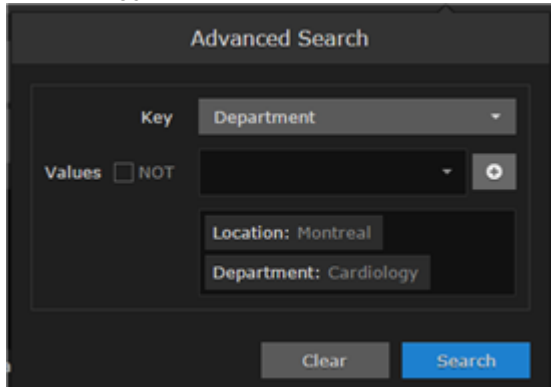 Advanced Search
Key Department
Values NOT
Location: Montreal
Department: Cardiology
Clear Search